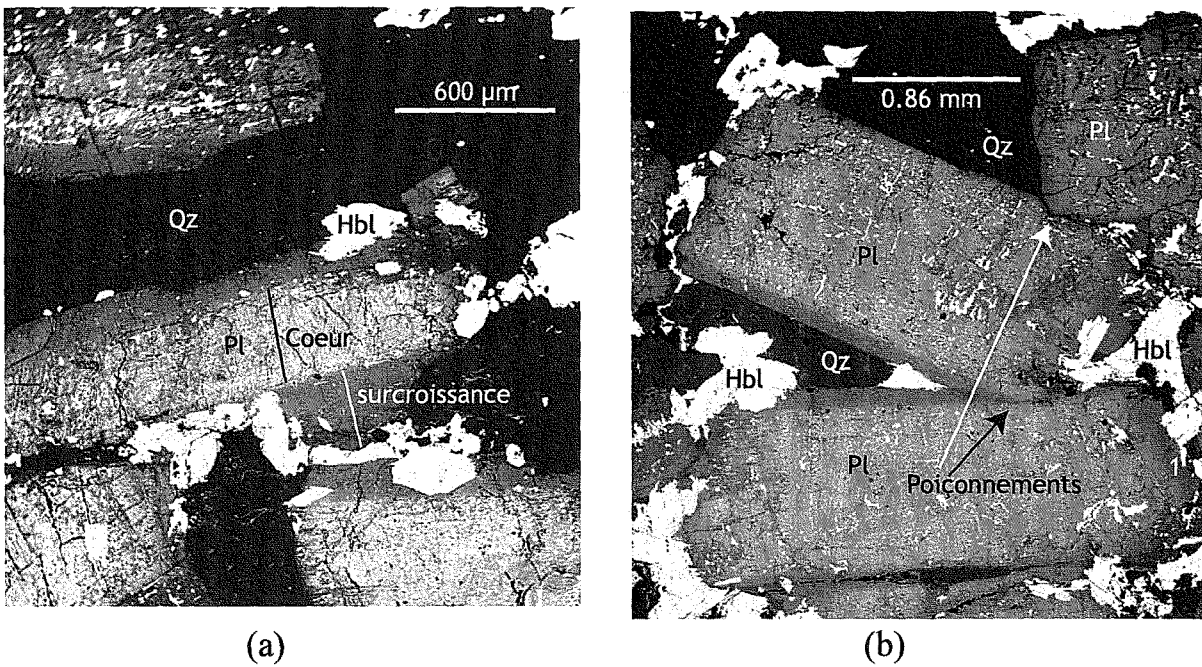 600 µm
Qz
Hbl
Pl
Coeur
surcroissance
(a)
0.86 mm
Qz
Pl
Pl
Qz
Hbl
Hbl
Pl
Poiconnements
(b)